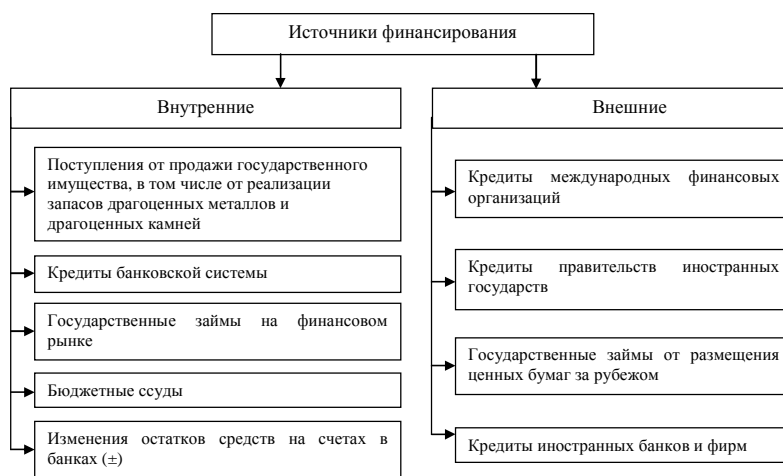 Источники финансирования
Внутренние
Поступления от продажи государственного
имущества, в том числе от реализации
запасов драгоценных металлов и
драгоценных камней
Кредиты банковской системы
Государственные займы на финансовом
рынке
Бюджетные ссуды
Изменения остатков средств на счетах в
банках (±)
Внешние
Кредиты международных финансовых
организаций
Кредиты правительств иностранных
государств
Государственные займы от размещения
ценных бумаг за рубежом
Кредиты иностранных банков и фирм